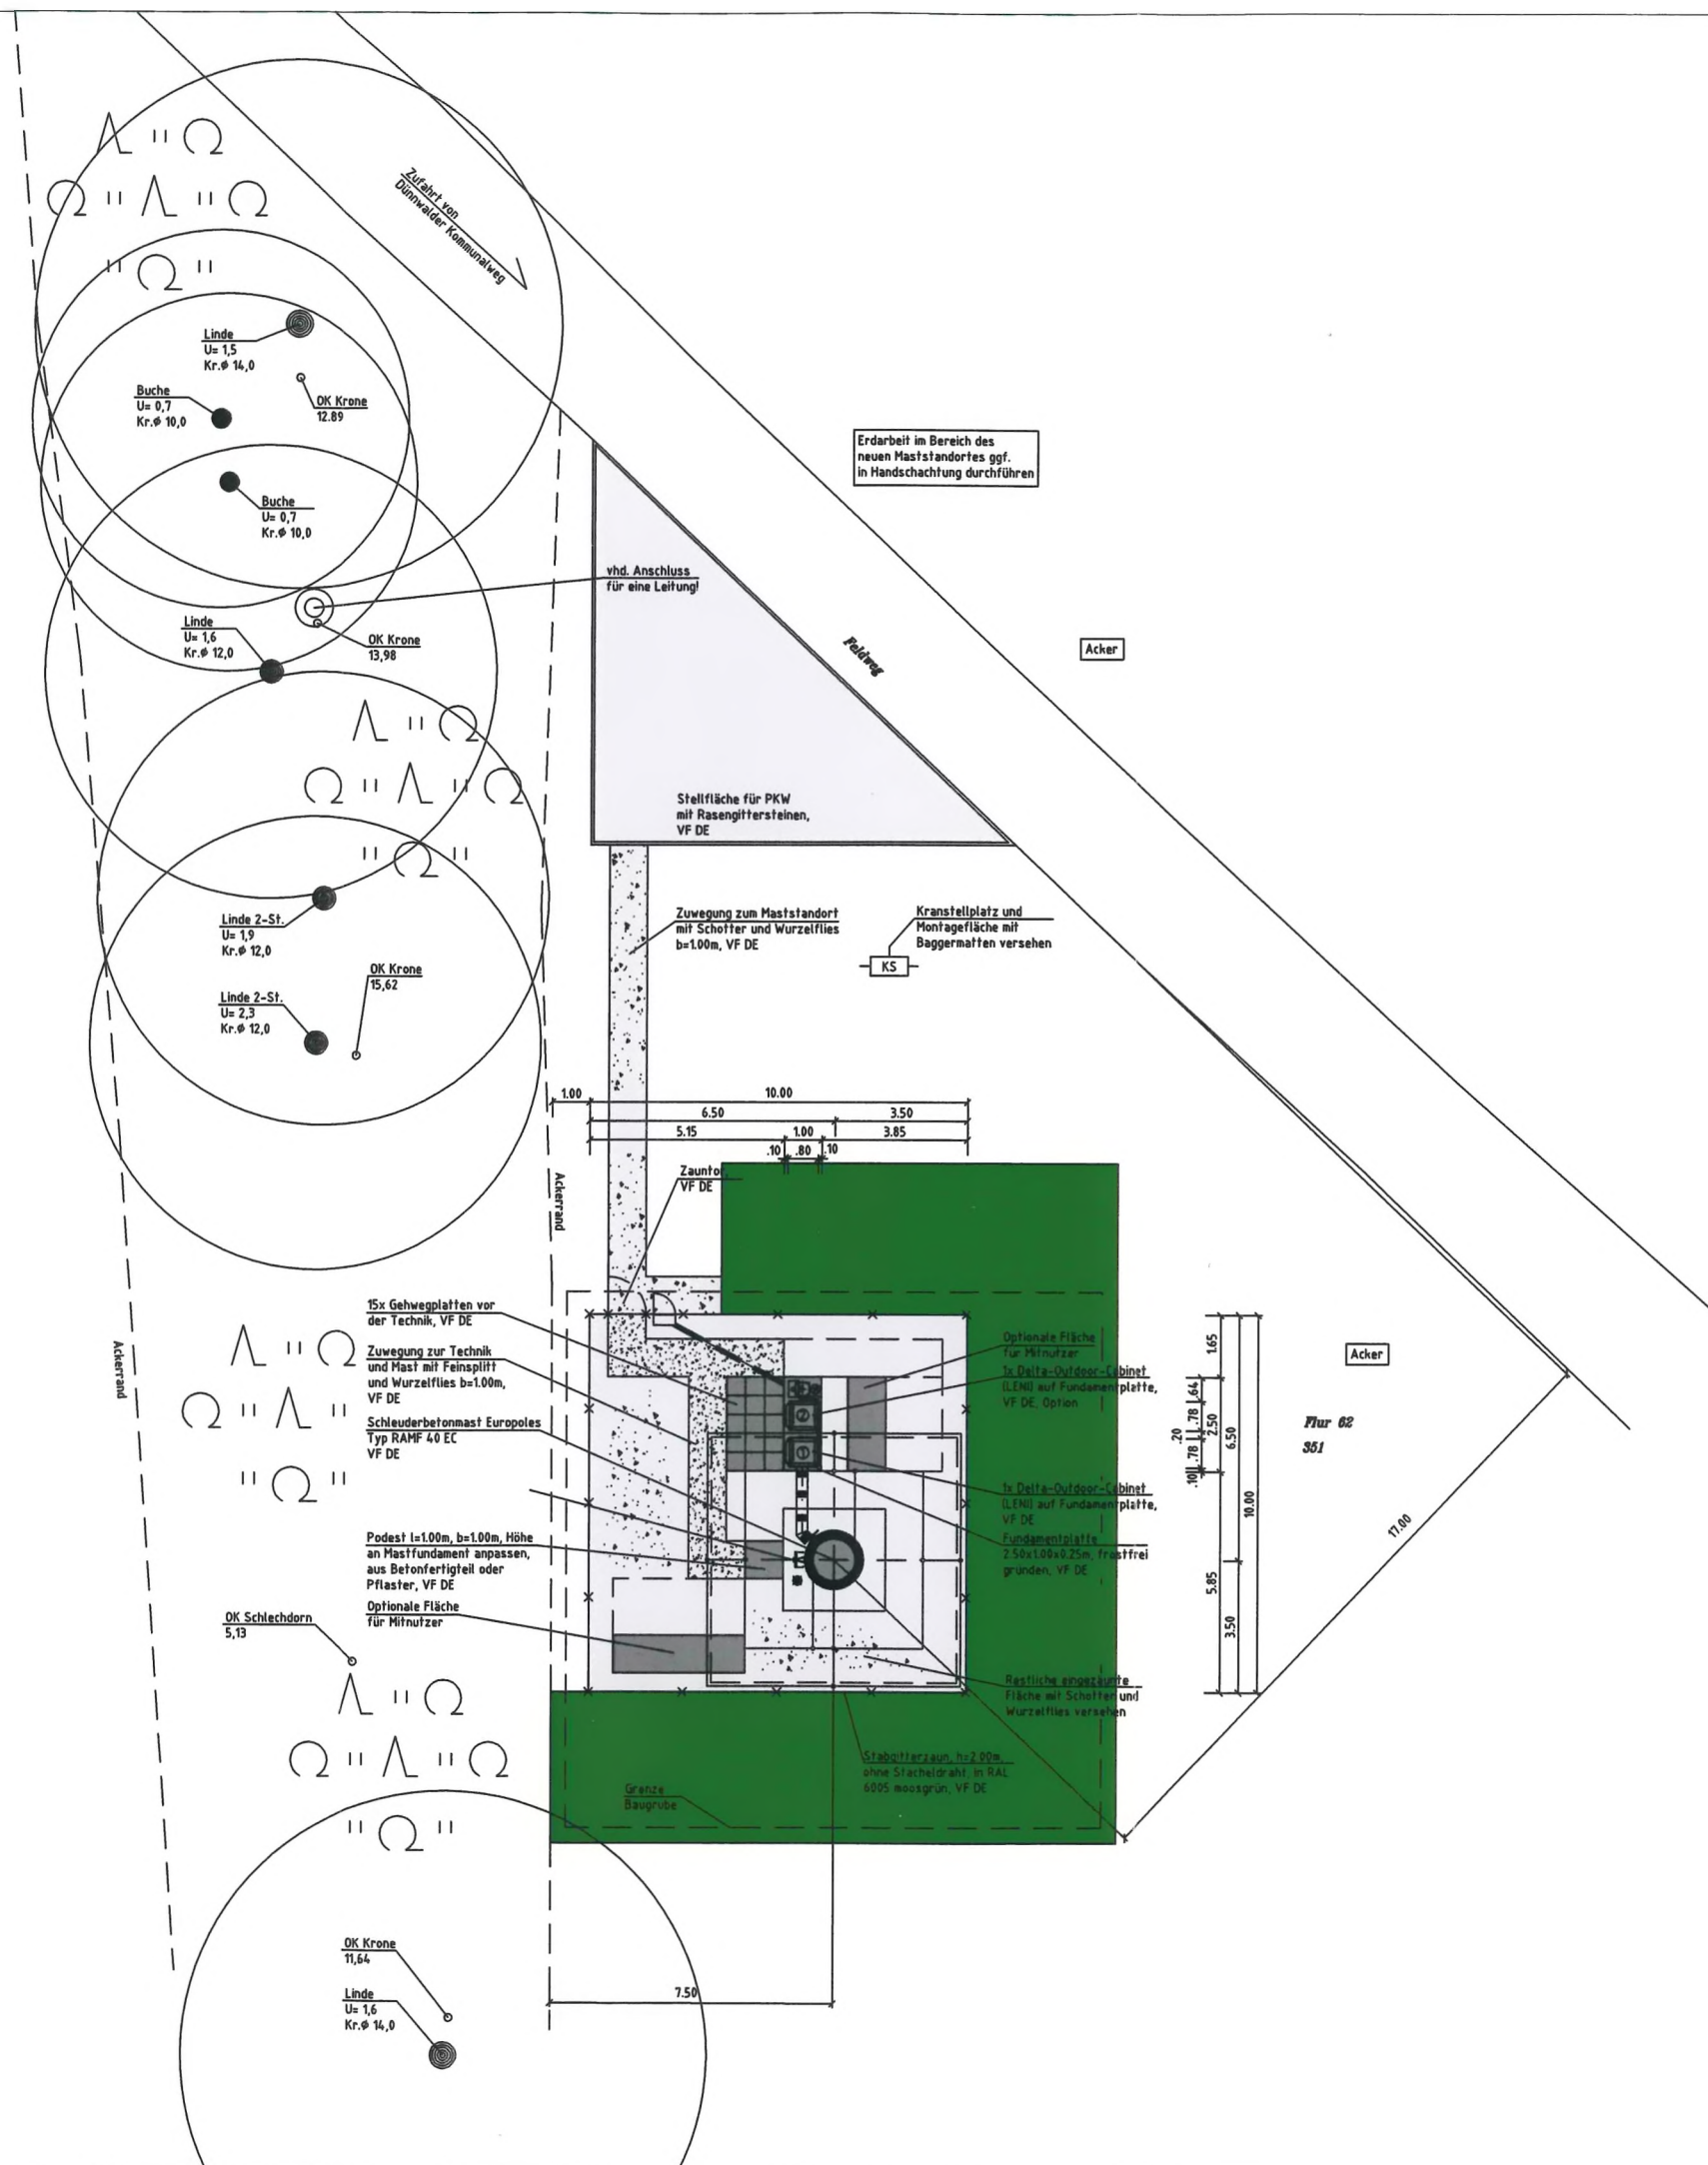 Zufahrt von
Dünnwalder Kommunalweg
Linde
U= 1,5
Kr.ø 14,0
Buche
U= 0,7
Kr.ø 10,0
OK Krone
12.89
Buche
U= 0,7
Kr.ø 10,0
Erdarbeit im Bereich des
neuen Maststandortes ggf.
in Handschachtung durchführen
vhd. Anschluss
für eine Leitung!
Linde
U= 1,6
Kr.ø 12,0
OK Krone
13,98
Feldweg
Acker
Stellfläche für PKW
mit Rasengittersteinen,
VF DE
Linde 2-St.
U= 1,9
Kr.ø 12,0
Zuwegung zum Maststandort
mit Schotter und Wurzelflies
b=1.00m, VF DE
Kranstellplatz und
Montagefläche mit
Baggermatten versehen
KS
OK Krone
15,62
Linde 2-St.
U= 2,3
Kr.ø 12,0
1.00
10.00
6.50
3.50
5.15
1.00
3.85
.10
.80
.10
Zaunto
VF DE
Ackerrand
Ackerrand
15x Gehwegplatten vor
der Technik, VF DE
Zuwegung zur Technik
und Mast mit Feinsplitt
und Wurzelflies b=1.00m,
VF DE
Schleuderbetonmast Europoles
Typ RAMF 40 EC
VF DE
Optionale Fläche
für Mitnutzer
1x Delta-Outdoor-Cabinet
(LENI) auf Fundamentplatte,
VF DE, Option
2
1
1x Delta-Outdoor-Cabinet
(LENI) auf Fundamentplatte,
VF DE
Fundamentplatte
2.50x1.00x0.25m, frostfrei
gründen, VF DE
Podest l=1.00m, b=1.00m, Höhe
an Mastfundament anpassen,
aus Betonfertigteil oder
Pflaster, VF DE
Optionale Fläche
für Mitnutzer
OK Schlechdorn
5,13
Restliche eingezäunte
Fläche mit Schotter und
Wurzelflies versehen
Stabgitterzaun, h=2.00m,
ohne Stacheldraht, in RAL
6005 moosgrün, VF DE
Grenze
Baugrube
1.65
.64
.78
.20
.78
.10
2.50
6.50
10.00
5.85
3.50
17.00
Acker
Flur 62
351
OK Krone
11,64
Linde
U= 1,6
Kr.ø 14,0
7.50